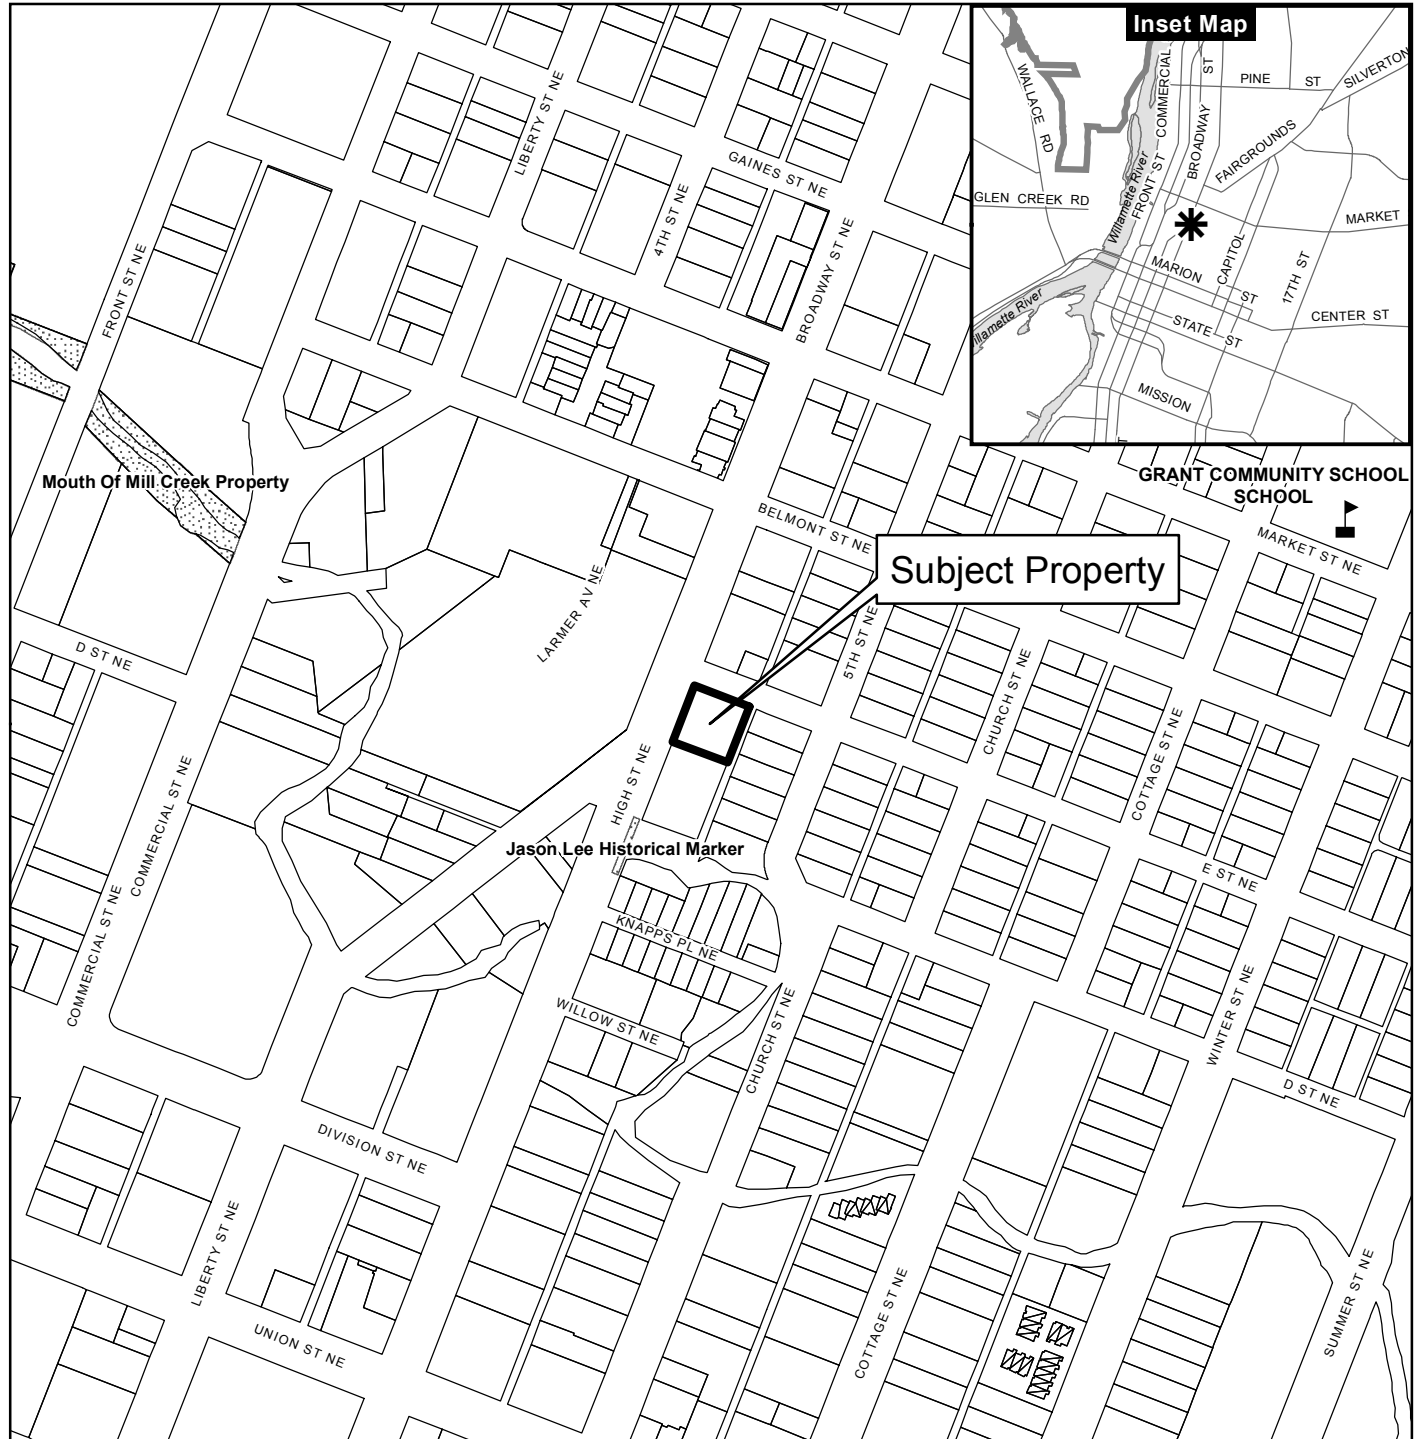 Inset Map
WALLACE RD
COMMERCIAL
ST
PINE ST
SILVERTON
FRONT ST
BROADWAY
FAIRGROUNDS
Willamette River
GLEN CREEK RD
MARKET
MARION ST
CAPITOL
17TH ST
CENTER ST
STATE ST
MISSION
LIBERTY ST NE
GAINES ST NE
4TH ST NE
BROADWAY ST NE
FRONT ST NE
Mouth Of Mill Creek Property
GRANT COMMUNITY SCHOOL
SCHOOL
BELMONT ST NE
MARKET ST NE
Subject Property
LARMER AV NE
D ST NE
5TH ST NE
CHURCH ST NE
COTTAGE ST NE
HIGH ST NE
COMMERCIAL ST NE
Jason Lee Historical Marker
E ST NE
COMMERCIAL ST NE
KNAPPS PL NE
WILLOW ST NE
CHURCH ST NE
WINTER ST NE
D ST NE
DIVISION ST NE
LIBERTY ST NE
UNION ST NE
COTTAGE ST NE
SUMMER ST NE